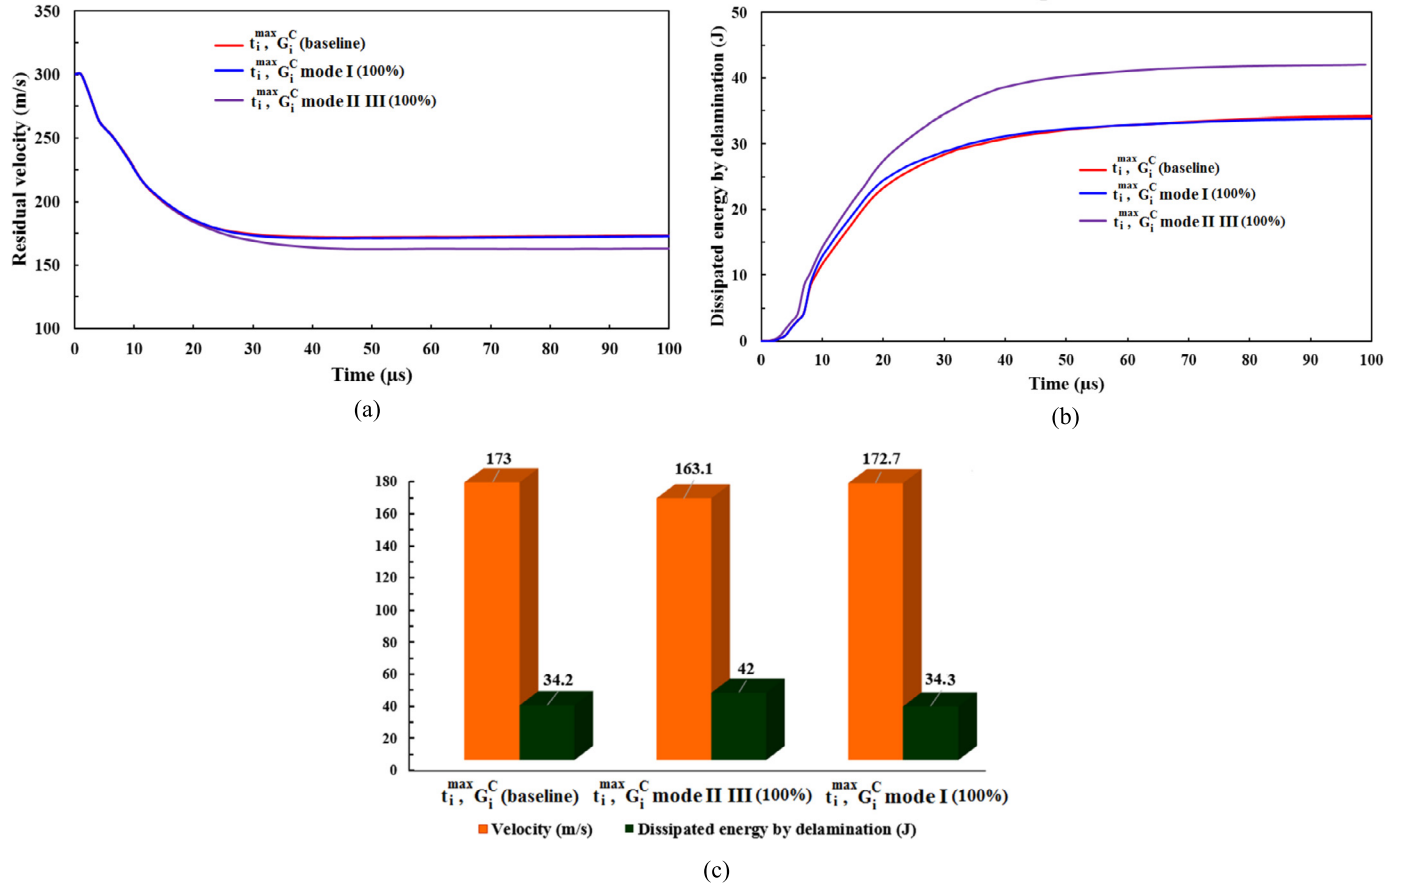 350
300
250
200
150
100
Residual velocity (m/s)
t_i^max, G_i^C (baseline)
t_i^max, G_i^C mode I (100%)
t_i^max, G_i^C mode II III (100%)
0 10 20 30 40 50 60 70 80 90 100
Time (μs)
(a)
50
40
30
20
10
0
Dissipated energy by delamination (J)
t_i^max, G_i^C (baseline)
t_i^max, G_i^C mode I (100%)
t_i^max, G_i^C mode II III (100%)
0 10 20 30 40 50 60 70 80 90 100
Time (μs)
(b)
180
160
140
120
100
80
60
40
20
0
173
34.2
163.1
42
172.7
34.3
t_i^max, G_i^C (baseline)
t_i^max, G_i^C mode II III (100%)
t_i^max, G_i^C mode I (100%)
Velocity (m/s)
Dissipated energy by delamination (J)
(c)